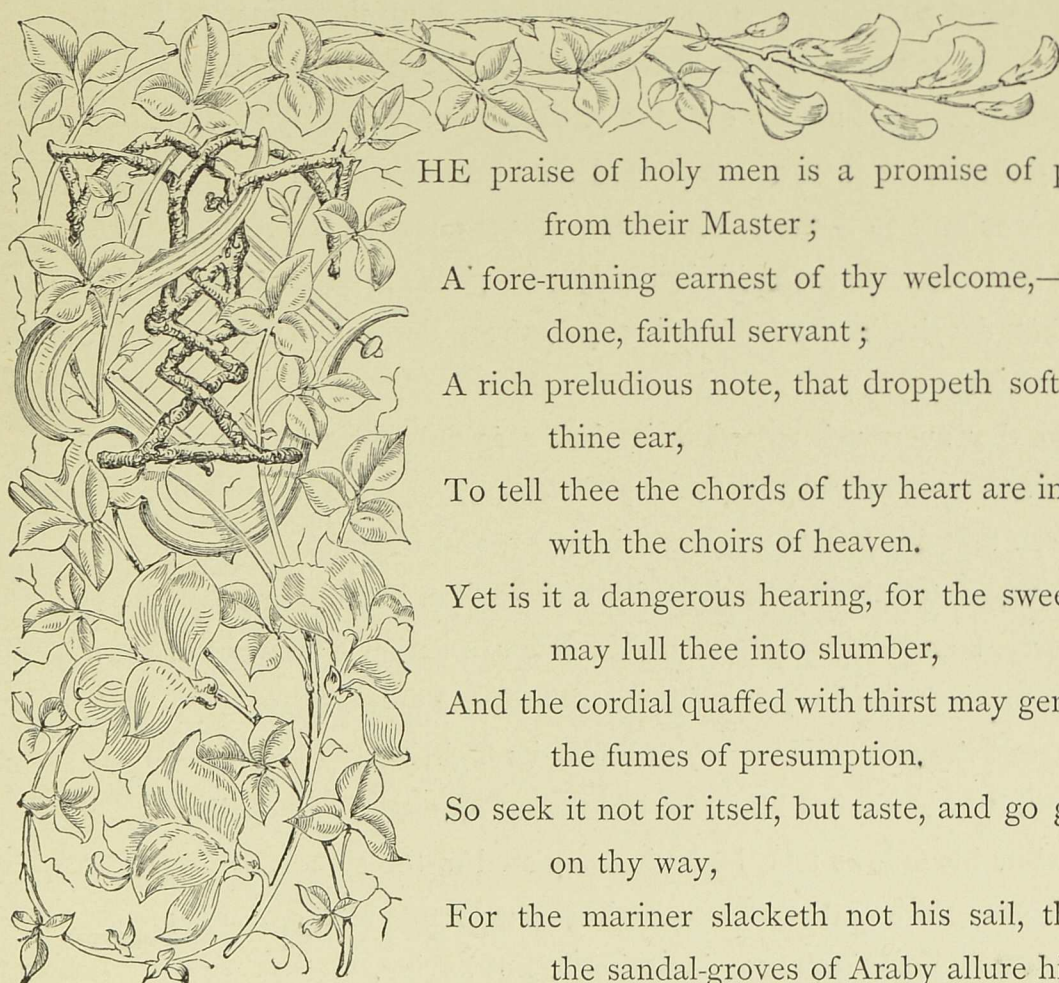 THE praise of holy men is a promise of
from their Master ;
A fore-running earnest of thy welcome,—
done, faithful servant ;
A rich preludious note, that droppeth soft
thine ear,
To tell thee the chords of thy heart are in
with the choirs of heaven.
Yet is it a dangerous hearing, for the
may lull thee into slumber,
And the cordial quaffed with thirst may
the fumes of presumption.
So seek it not for itself, but taste, and go
on thy way,
For the mariner slacketh not his sail,
the sandal-groves of Araby allure